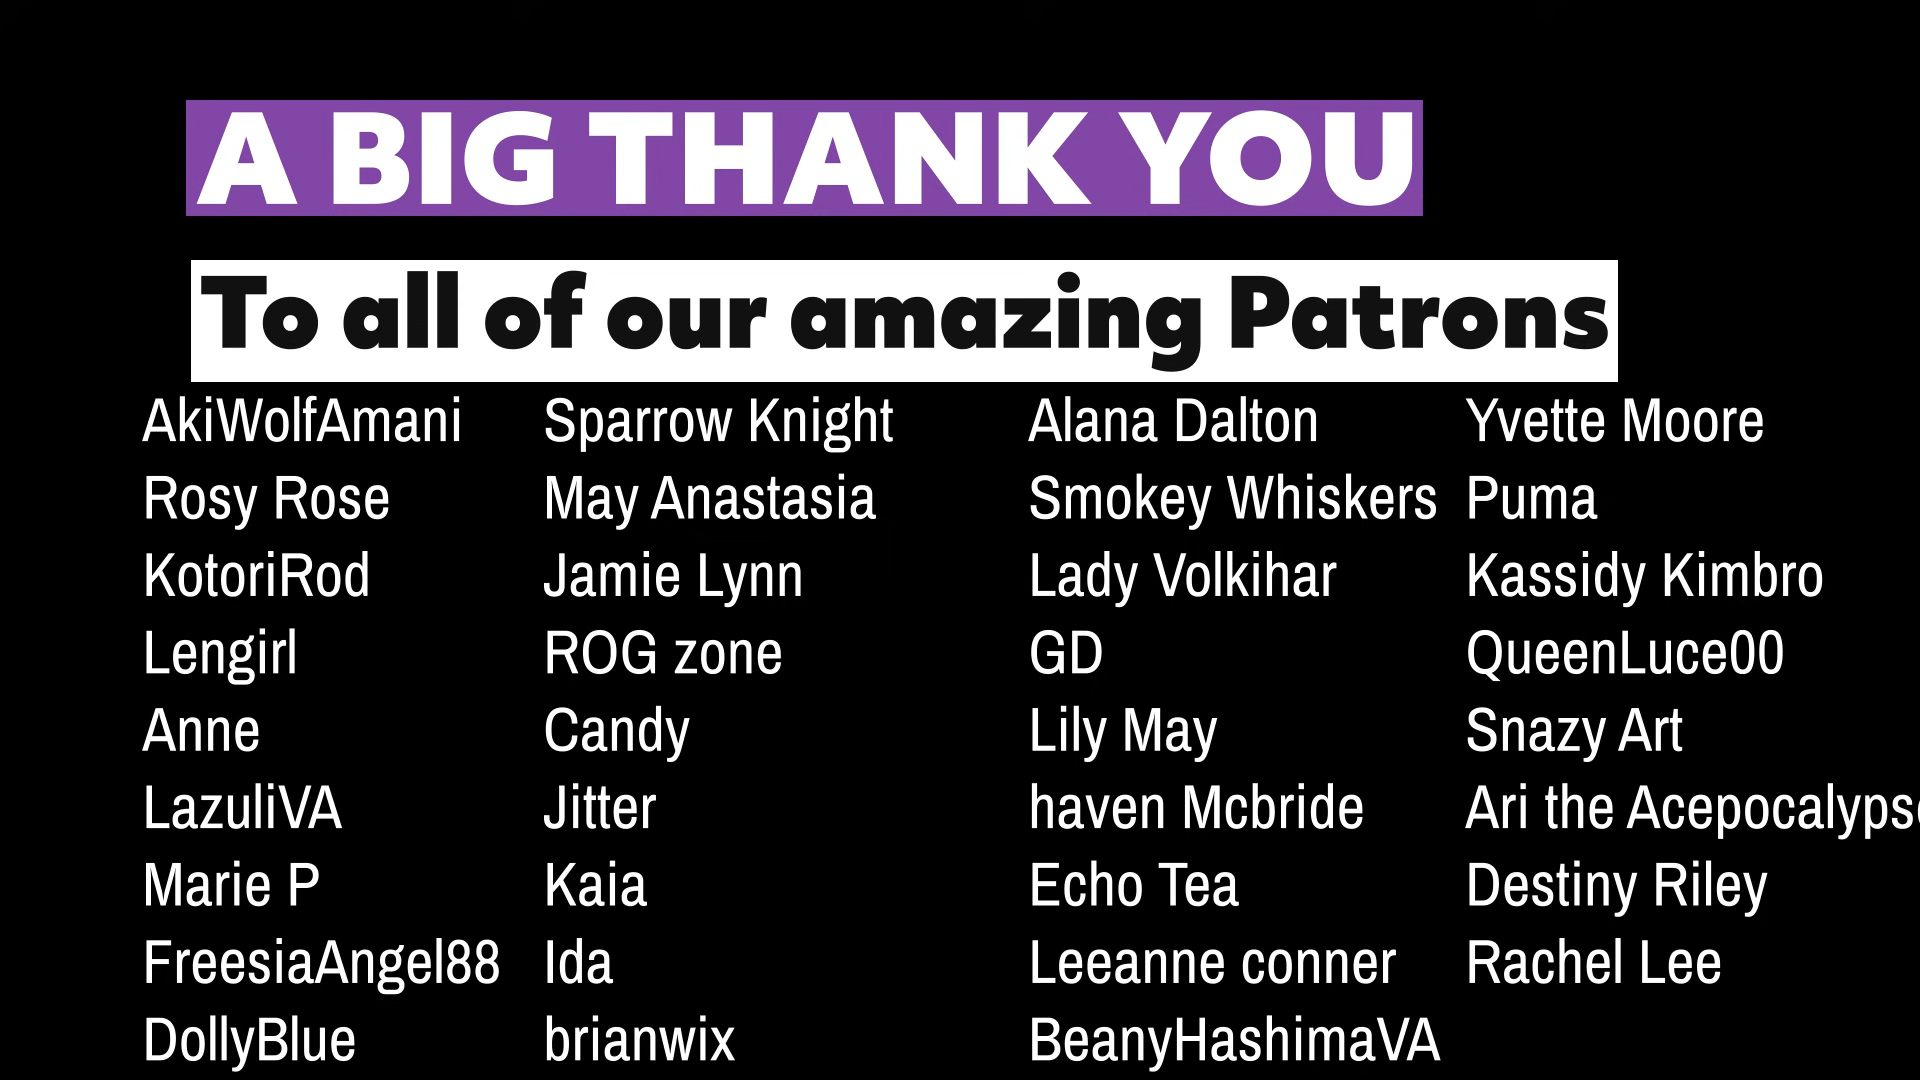 A BIG THANK YOU
To all of our amazing Patrons
AkiWolfAmani
Rosy Rose
KotoriRod
Lengirl
Anne
LazuliVA
Marie P
FreesiaAngel88
DollyBlue
Sparrow Knight
May Anastasia
Jamie Lynn
ROG zone
Candy
Jitter
Kaia
Ida
brianwix
Alana Dalton
Smokey Whiskers
Lady Volkihar
GD
Lily May
haven Mcbride
Echo Tea
Leeanne conner
BeanyHashimaVA
Yvette Moore
Puma
Kassidy Kimbro
QueenLuce00
Snazy Art
Ari the Acepocalypse
Destiny Riley
Rachel Lee